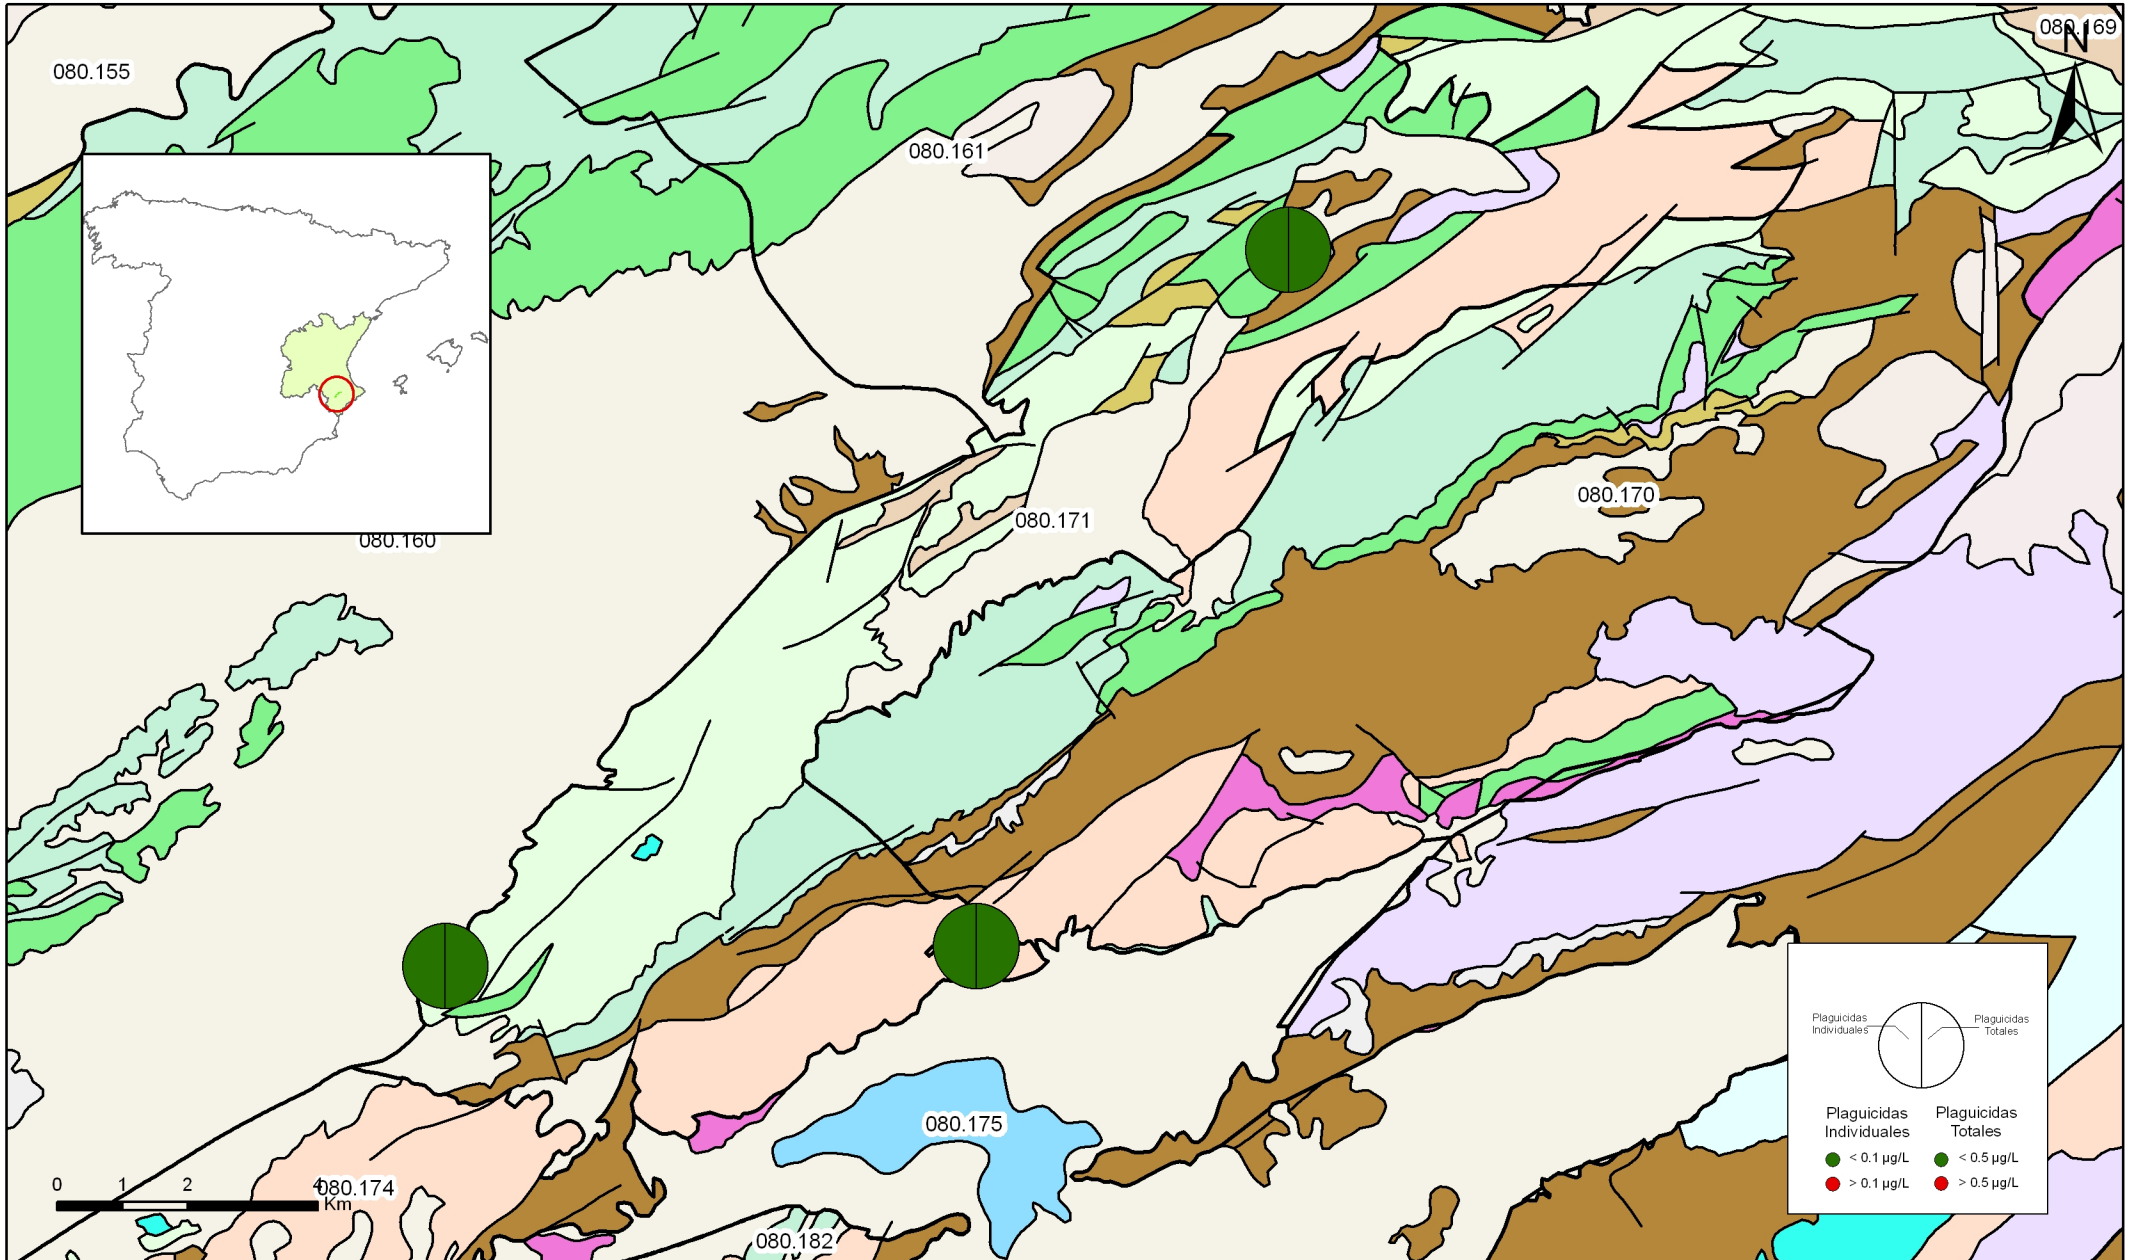 080.169
N
080.155
080.161
080.170
080.171
080.160
Plaguicidas
Individuales
Plaguicidas
Totales
Plaguicidas
Individuales
Plaguicidas
Totales
< 0.1 µg/L
< 0.5 µg/L
> 0.1 µg/L
> 0.5 µg/L
080.175
0 1 2 4
Km
080.174
080.182